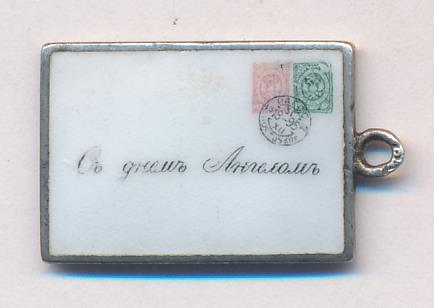 Съ днемъ Ангеломъ